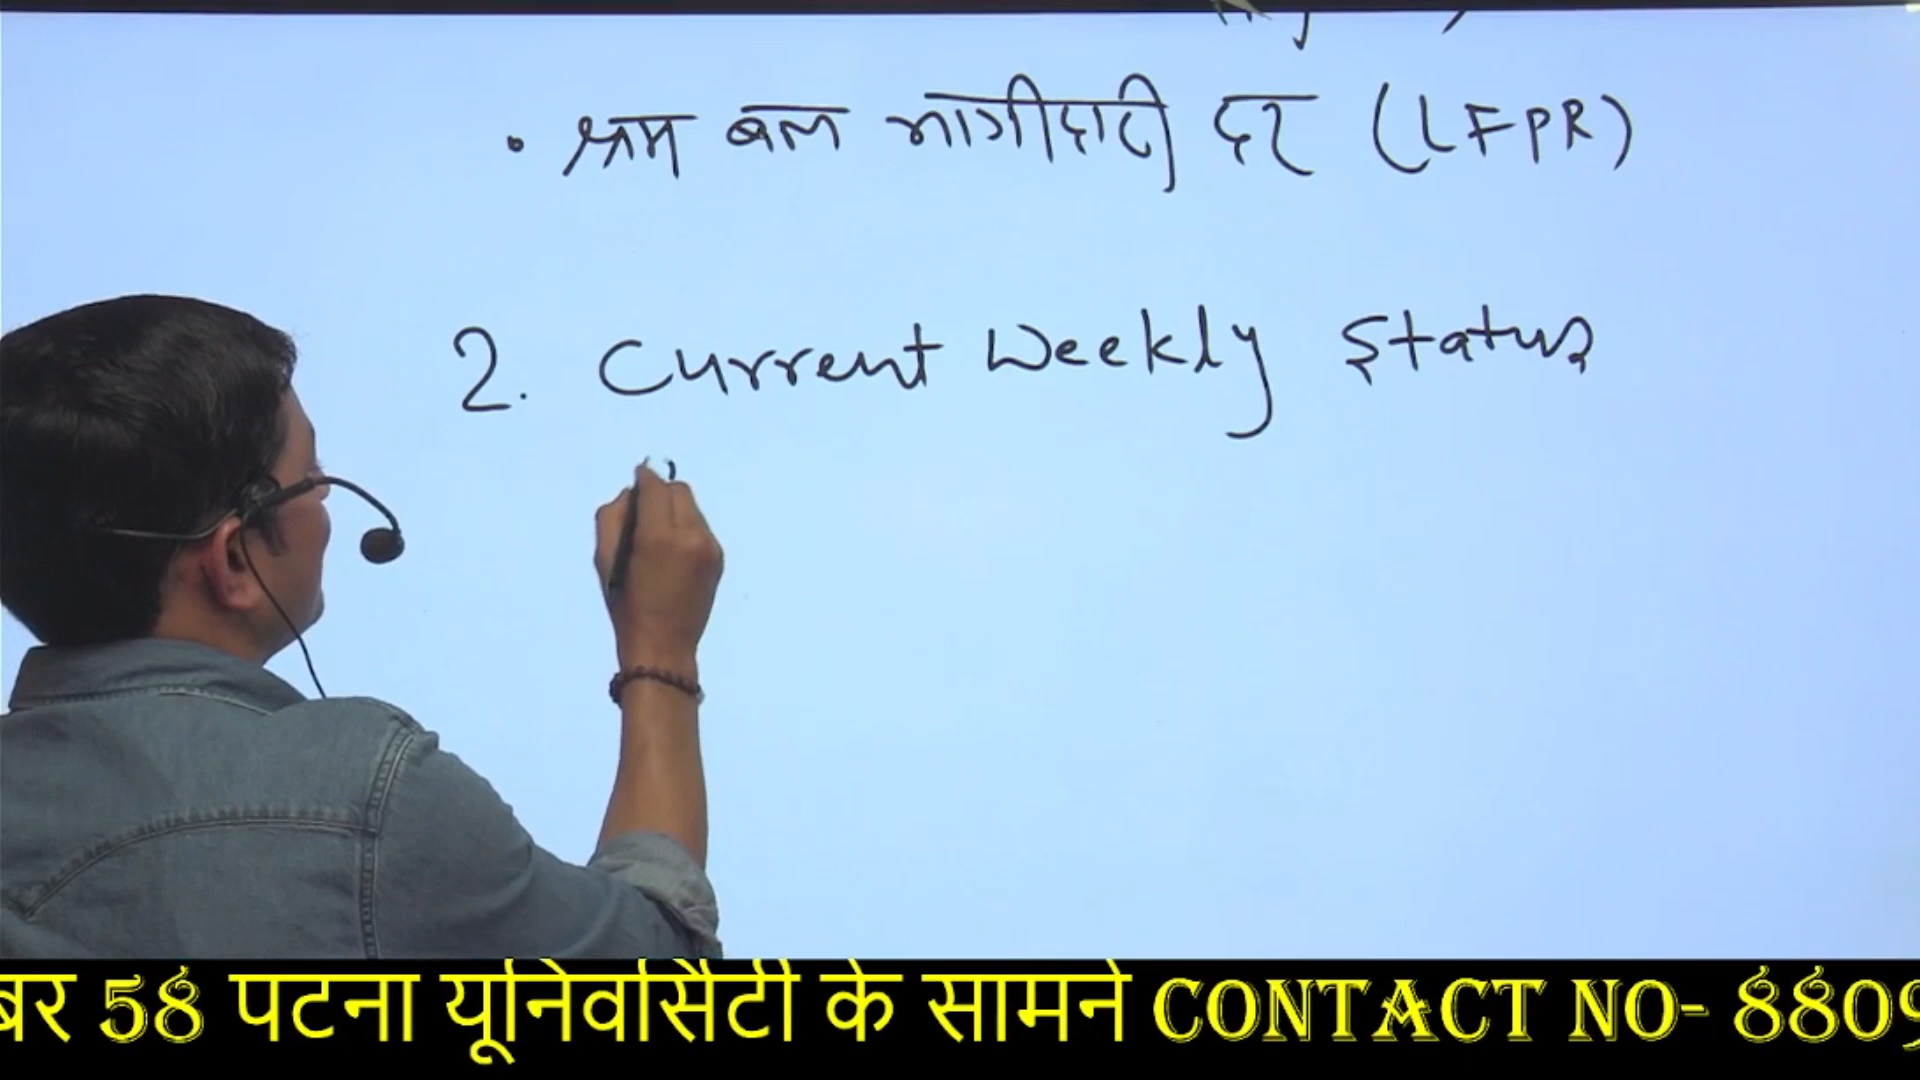 • श्रम बल भागीदारी दर (LFPR)
2. Current Weekly Status
बर 58 पटना यूनिवर्सिटी के सामने CONTACT NO- 8809